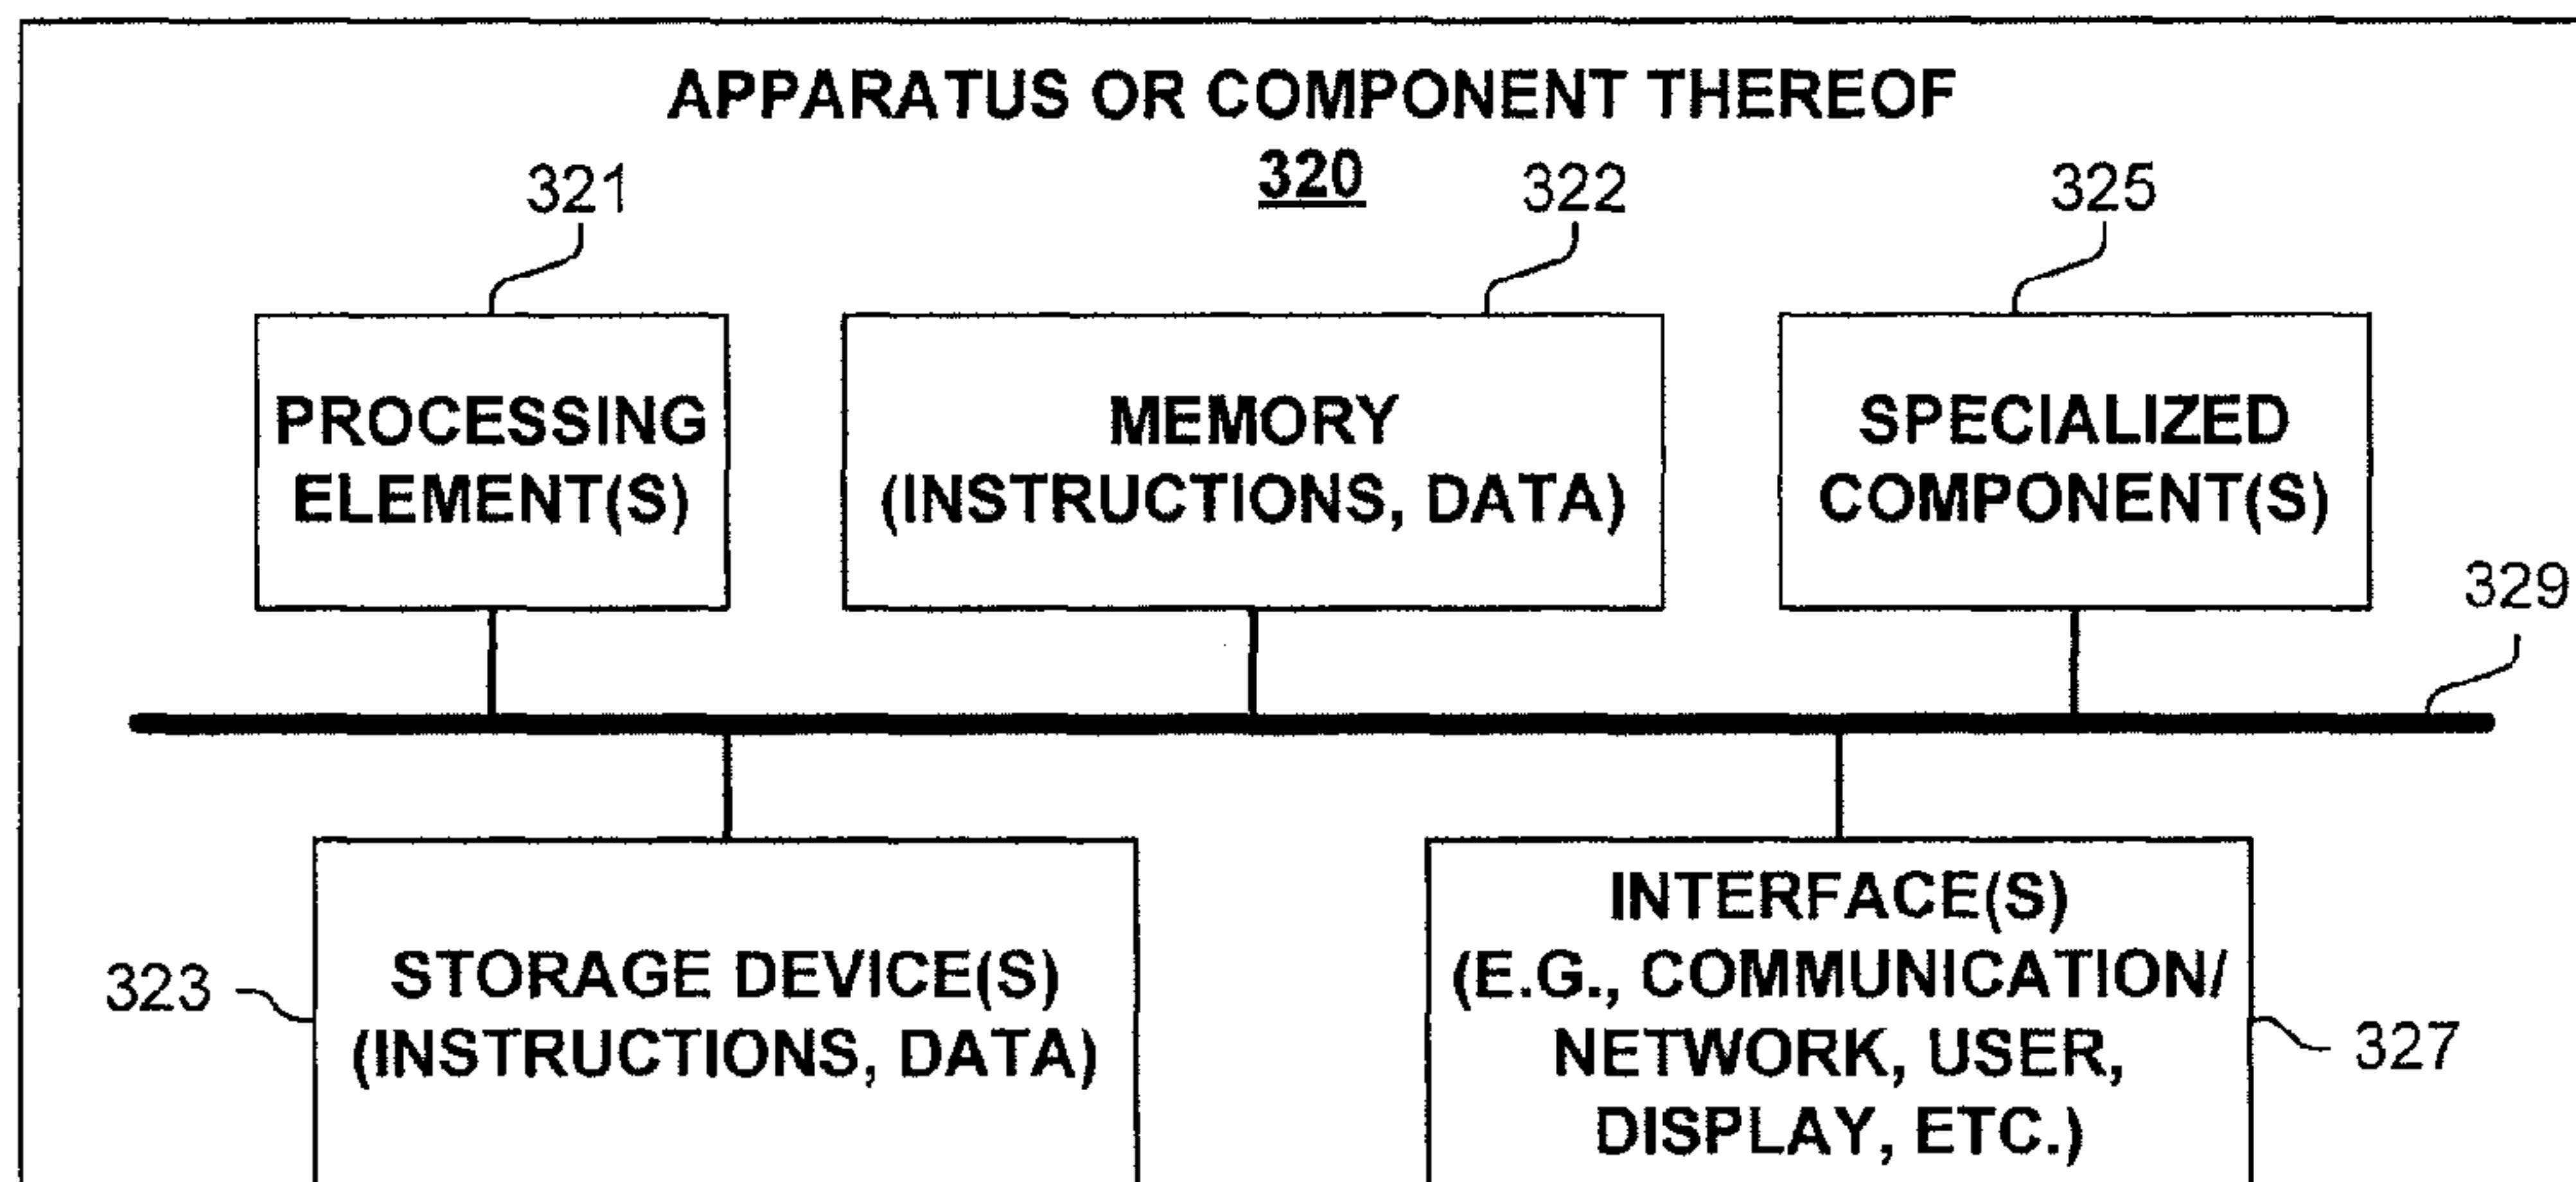 APPARATUS OR COMPONENT THEREOF
320
321
322
325
PROCESSING
ELEMENT(S)
MEMORY
(INSTRUCTIONS, DATA)
SPECIALIZED
COMPONENT(S)
329
323
STORAGE DEVICE(S)
(INSTRUCTIONS, DATA)
INTERFACE(S)
(E.G., COMMUNICATION/
NETWORK, USER,
DISPLAY, ETC.)
327